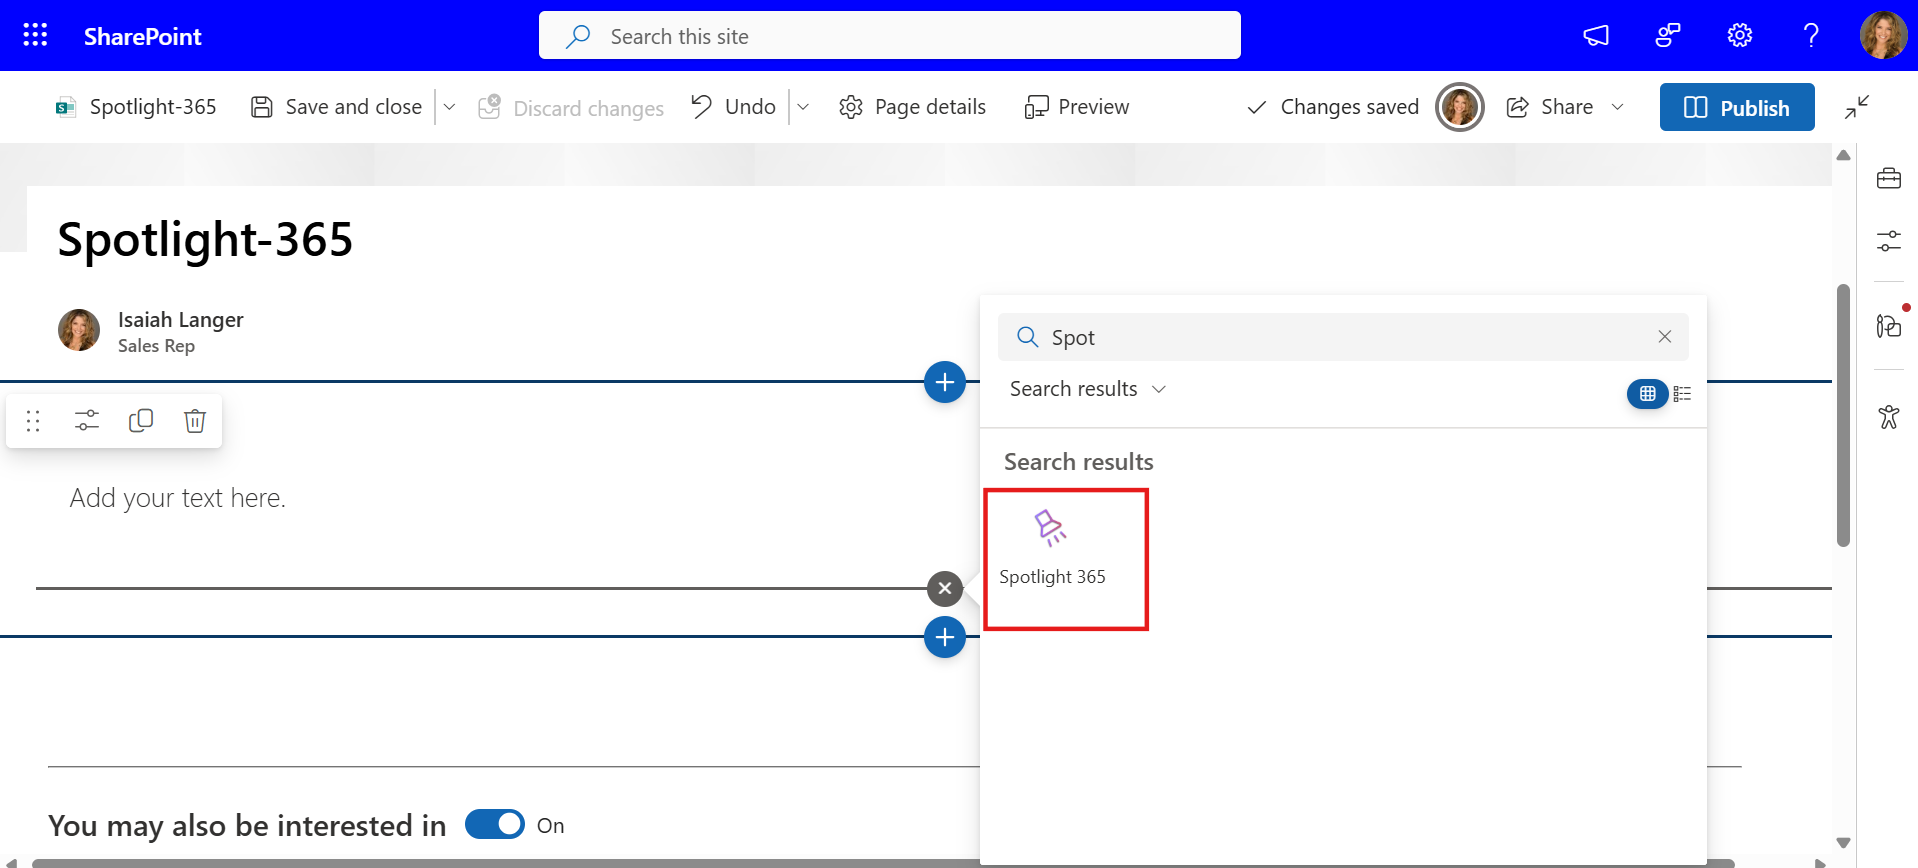 SharePoint
Search this site
Spotlight-365
Save and close
Discard changes
Undo
Page details
Preview
Changes saved
Share
Publish
Spotlight-365
Isaiah Langer
Sales Rep
Spot
Search results
Add your text here.
Search results
Spotlight 365
You may also be interested in
On